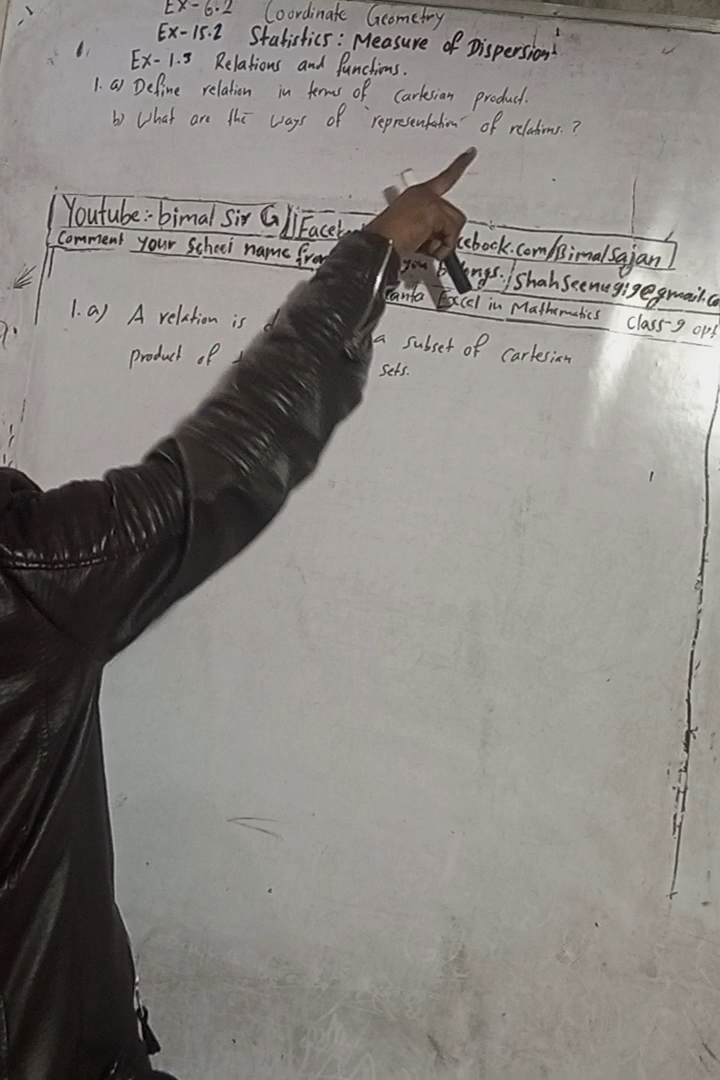 Ex-6.2 Coordinate Geometry
Ex-15.2 Statistics: Measure of Dispersion
Ex-1.3 Relations and functions.
1. a) Define relation in terms of cartesian product.
b) What are the ways of "representation" of relations.?
Youtube:- bimal Sir G
cebook.com/Bimalsajan
Comment your School name
Excel in Mathematics Class-9 opt
1. a) A relation is a subset of cartesian
product of sets.